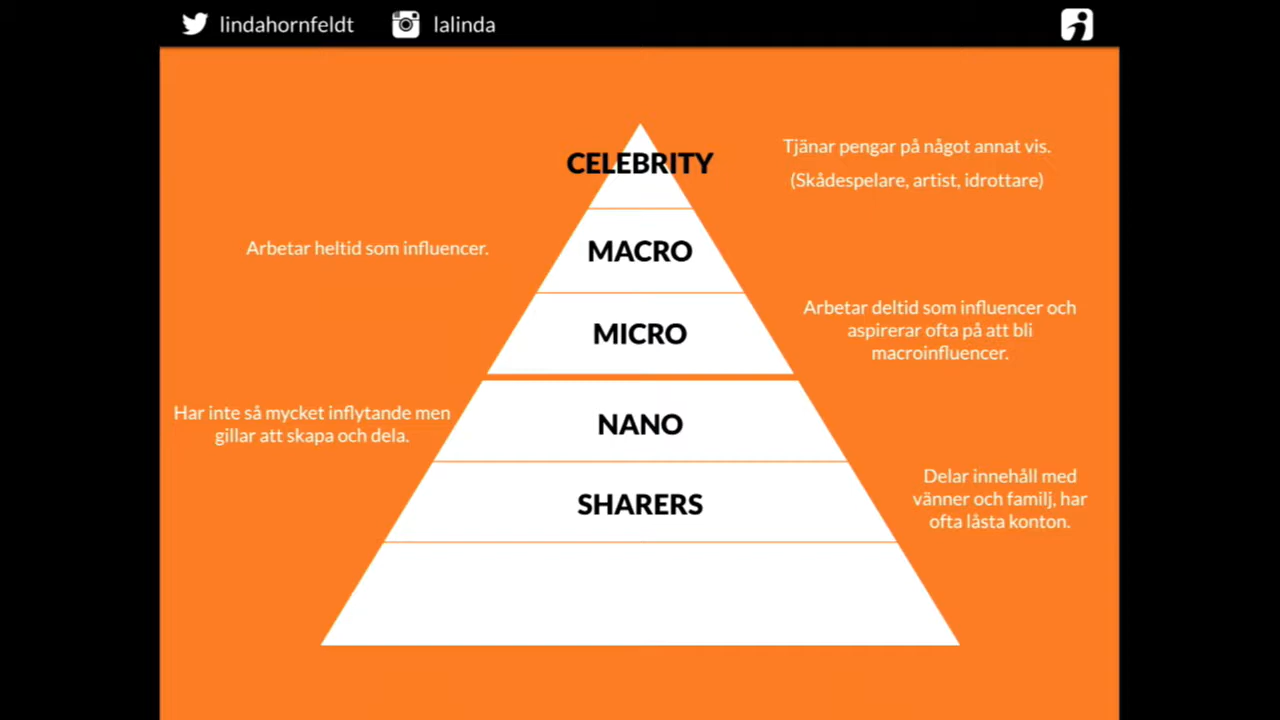 lindahornfeldt
lalinda
CELEBRITY
Tjänar pengar på något annat vis.
(Skådespelare, artist, idrottare)
Arbetar heltid som influencer.
MACRO
MICRO
Arbetar deltid som influencer och
aspirerar ofta på att bli
macroinfluencer.
Har inte så mycket inflytande men
gillar att skapa och dela.
NANO
SHARERS
Delar innehåll med
vänner och familj, har
ofta låsta konton.